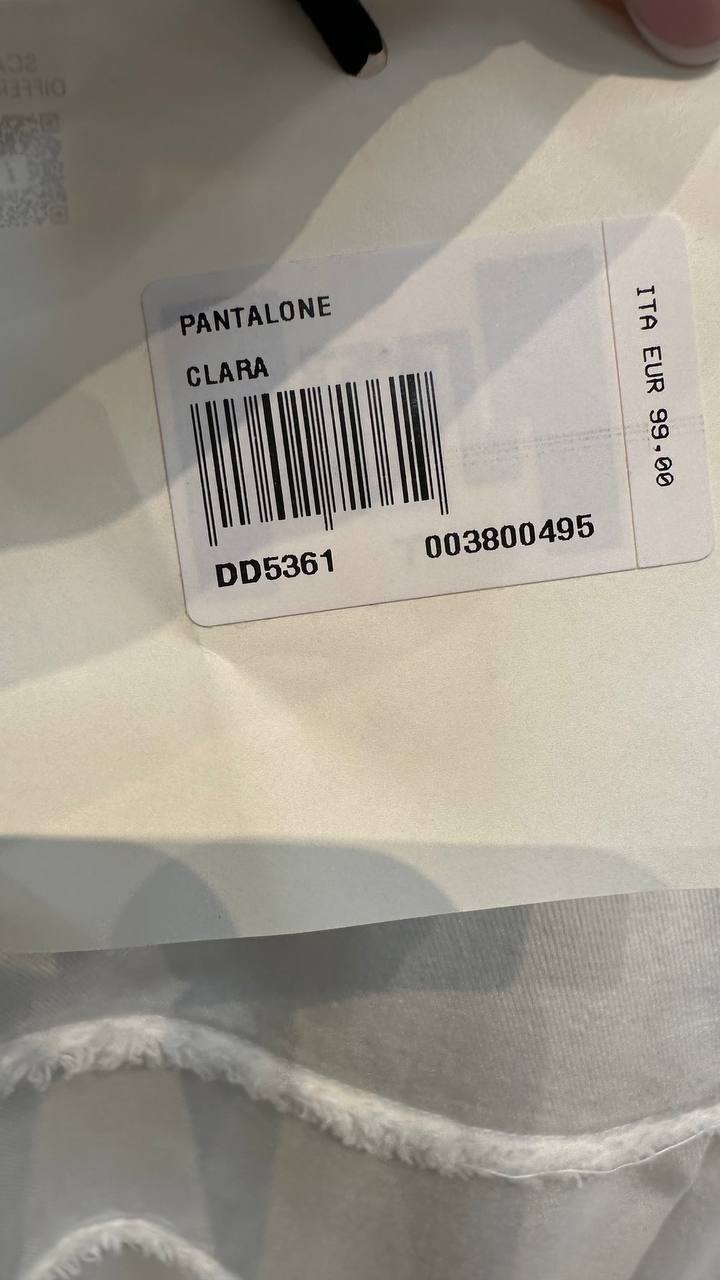 PANTALONE
CLARA
DD5361
003800495
ITA EUR 99,00